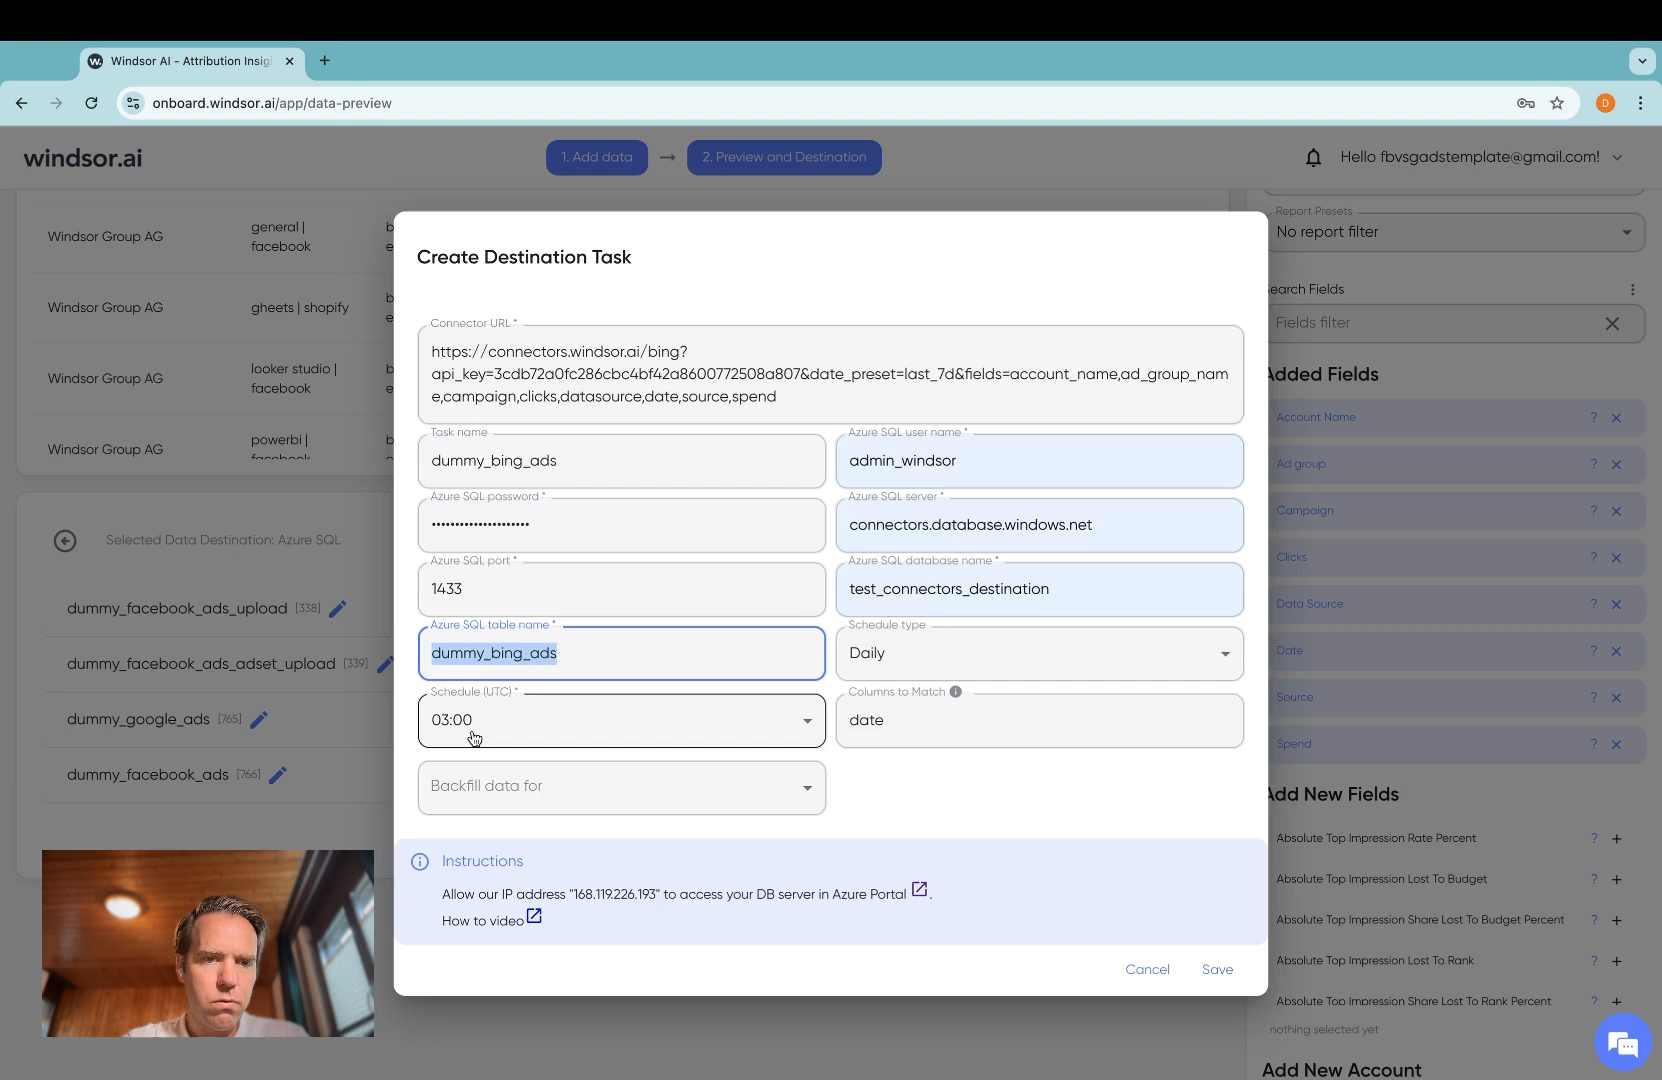 Windsor AI - Attribution Insig
onboard.windsor.ai/app/data-preview
D
windsor.ai
1. Add data
2. Preview and Destination
Hello fbvsgadstemplate@gmail.com!
Windsor Group AG
general |
facebook
Windsor Group AG
gheets | shopify
Windsor Group AG
looker studio |
facebook
Windsor Group AG
powerbi |
facebook
Selected Data Destination: Azure SQL
dummy_facebook_ads_upload [338]
dummy_facebook_ads_adset_upload [339]
dummy_google_ads [765]
dummy_facebook_ads [766]
Create Destination Task
Connector URL *
https://connectors.windsor.ai/bing?
api_key=3cdb72a0fc286cbc4bf42a8600772508a807&date_preset=last_7d&fields=account_name,ad_group_nam
e,campaign,clicks,datasource,date,source,spend
Task name
dummy_bing_ads
Azure SQL user name *
admin_windsor
Azure SQL password *
•••••••••••••••••••••
Azure SQL server *
connectors.database.windows.net
Azure SQL port *
1433
Azure SQL database name *
test_connectors_destination
Azure SQL table name *
dummy_bing_ads
Schedule type
Daily
Schedule (UTC) *
03:00
Columns to Match
date
Backfill data for
Instructions
Allow our IP address "168.119.226.193" to access your DB server in Azure Portal .
How to video
Cancel
Save
Report Presets
No report filter
earch Fields
Fields filter
Added Fields
Account Name ?
Ad group ?
Campaign ?
Clicks ?
Data Source ?
Date ?
Source ?
Spend ?
Add New Fields
Absolute Top Impression Rate Percent ? +
Absolute Top Impression Lost To Budget ? +
Absolute Top Impression Share Lost To Budget Percent ? +
Absolute Top Impression Lost To Rank ? +
Absolute Top Impression Share Lost To Rank Percent ? +
nothing selected yet
Add New Account